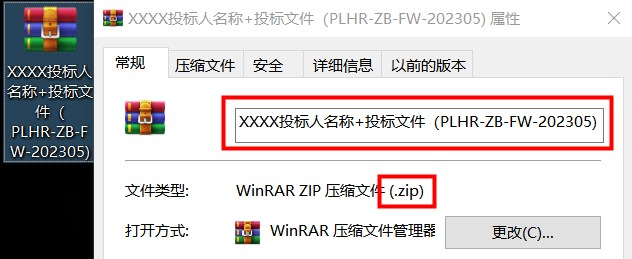 XXXX投标人
名称+投标文
件（
PLHR-ZB-F
W-202305)
XXXX投标人名称+投标文件（PLHR-ZB-FW-202305) 属性
常规 压缩文件 安全 详细信息 以前的版本
XXXX投标人名称+投标文件（PLHR-ZB-FW-202305)
文件类型: WinRAR ZIP 压缩文件 (.zip)
打开方式: WinRAR 压缩文件管理器 更改(C)...